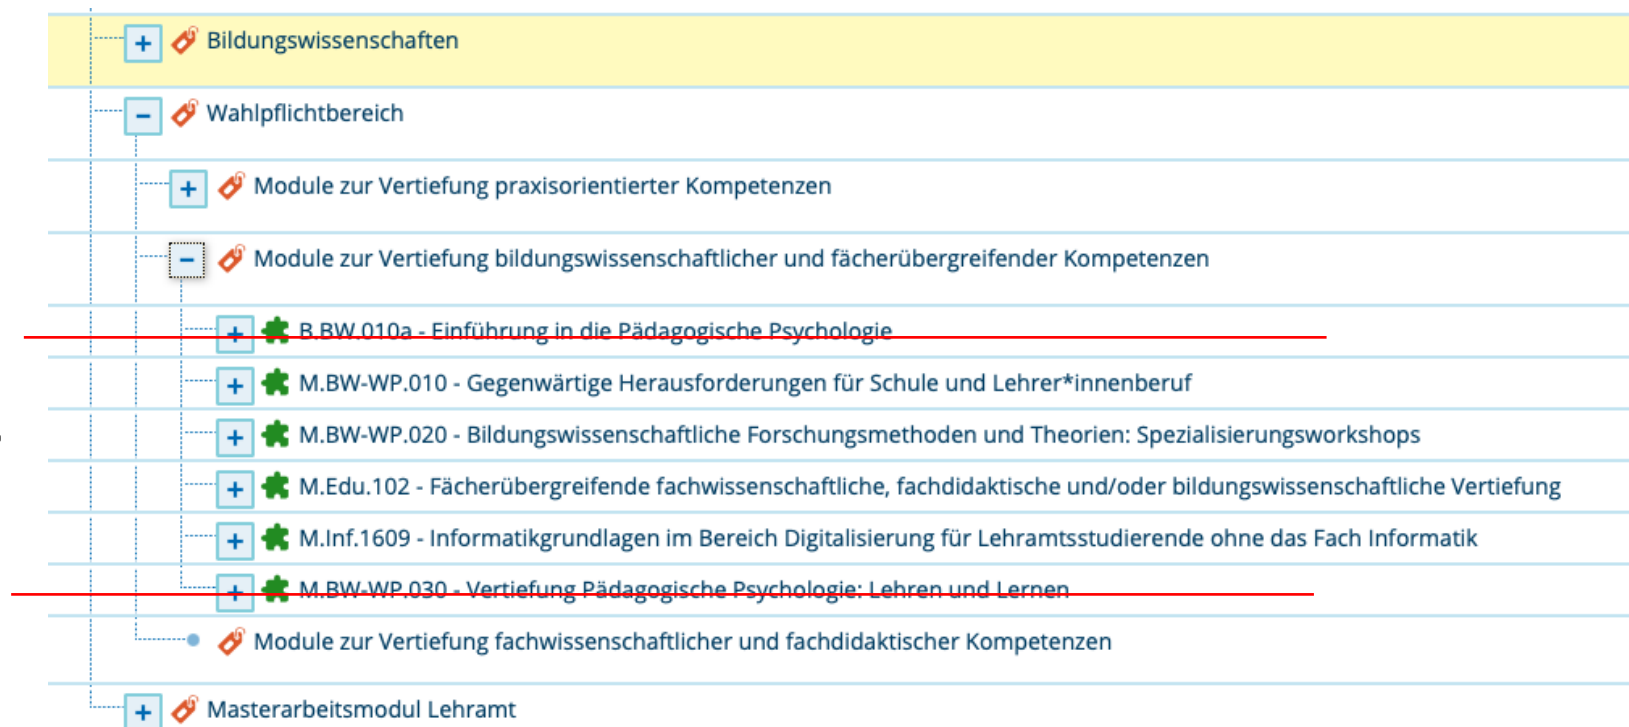 Bildungswissenschaften
Wahlpflichtbereich
Module zur Vertiefung praxisorientierter Kompetenzen
Module zur Vertiefung bildungswissenschaftlicher und fächerübergreifender Kompetenzen
B.BW.010a - Einführung in die Pädagogische Psychologie
M.BW-WP.010 - Gegenwärtige Herausforderungen für Schule und Lehrer*innenberuf
M.BW-WP.020 - Bildungswissenschaftliche Forschungsmethoden und Theorien: Spezialisierungsworkshops
M.Edu.102 - Fächerübergreifende fachwissenschaftliche, fachdidaktische und/oder bildungswissenschaftliche Vertiefung
M.Inf.1609 - Informatikgrundlagen im Bereich Digitalisierung für Lehramtsstudierende ohne das Fach Informatik
M.BW-WP.030 - Vertiefung Pädagogische Psychologie: Lehren und Lernen
Module zur Vertiefung fachwissenschaftlicher und fachdidaktischer Kompetenzen
Masterarbeitsmodul Lehramt